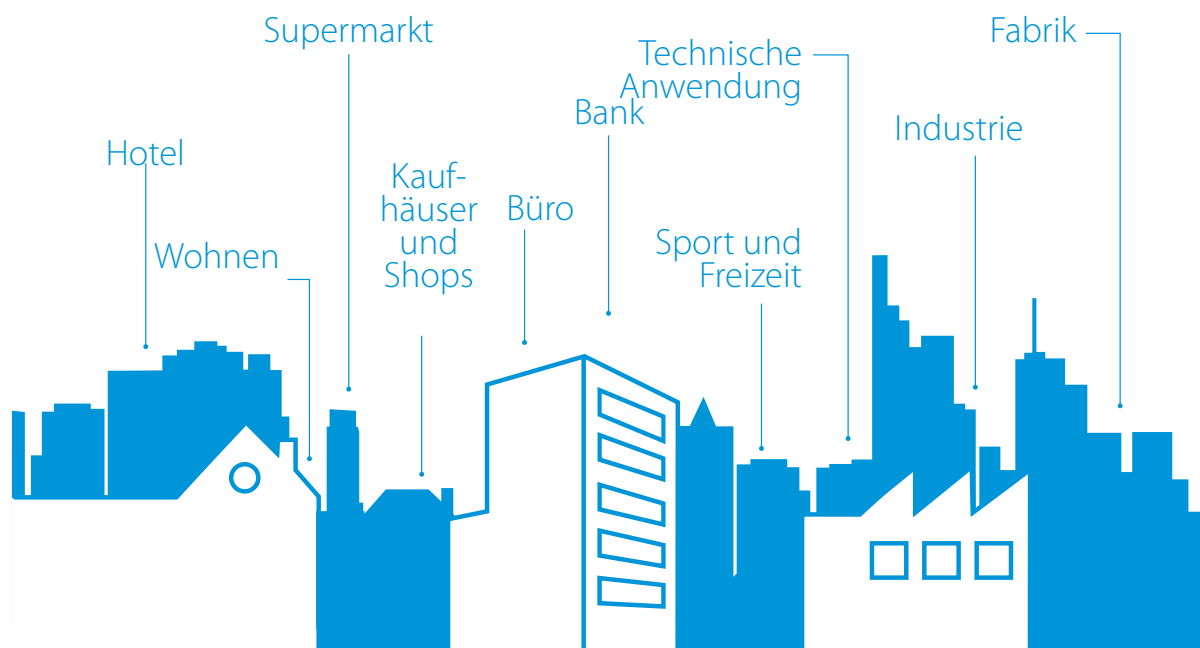 Supermarkt
Fabrik
Technische
Anwendung
Bank
Industrie
Hotel
Kauf-
häuser
und
Shops
Büro
Wohnen
Sport und
Freizeit